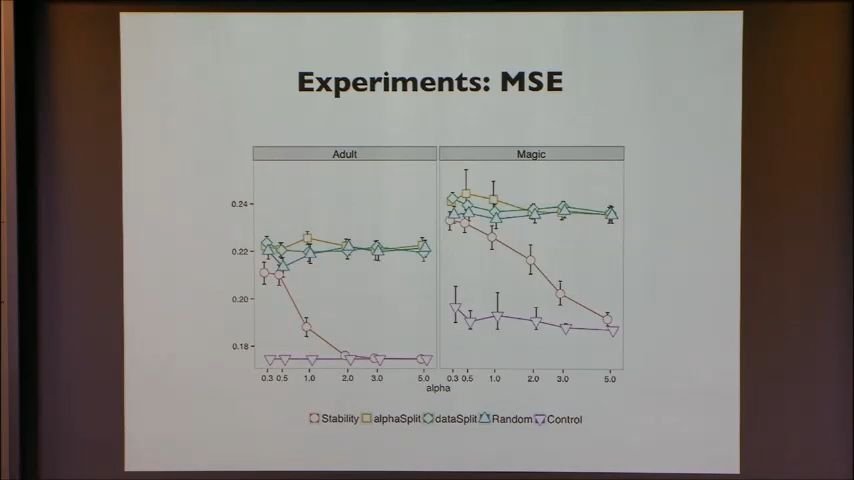 Experiments: MSE
Adult Magic
0.24
0.22
0.20
0.18
0.3 0.5 1.0 2.0 3.0 5.0 0.3 0.5 1.0 2.0 3.0 5.0
alpha
Stability alphaSplit dataSplit Random Control